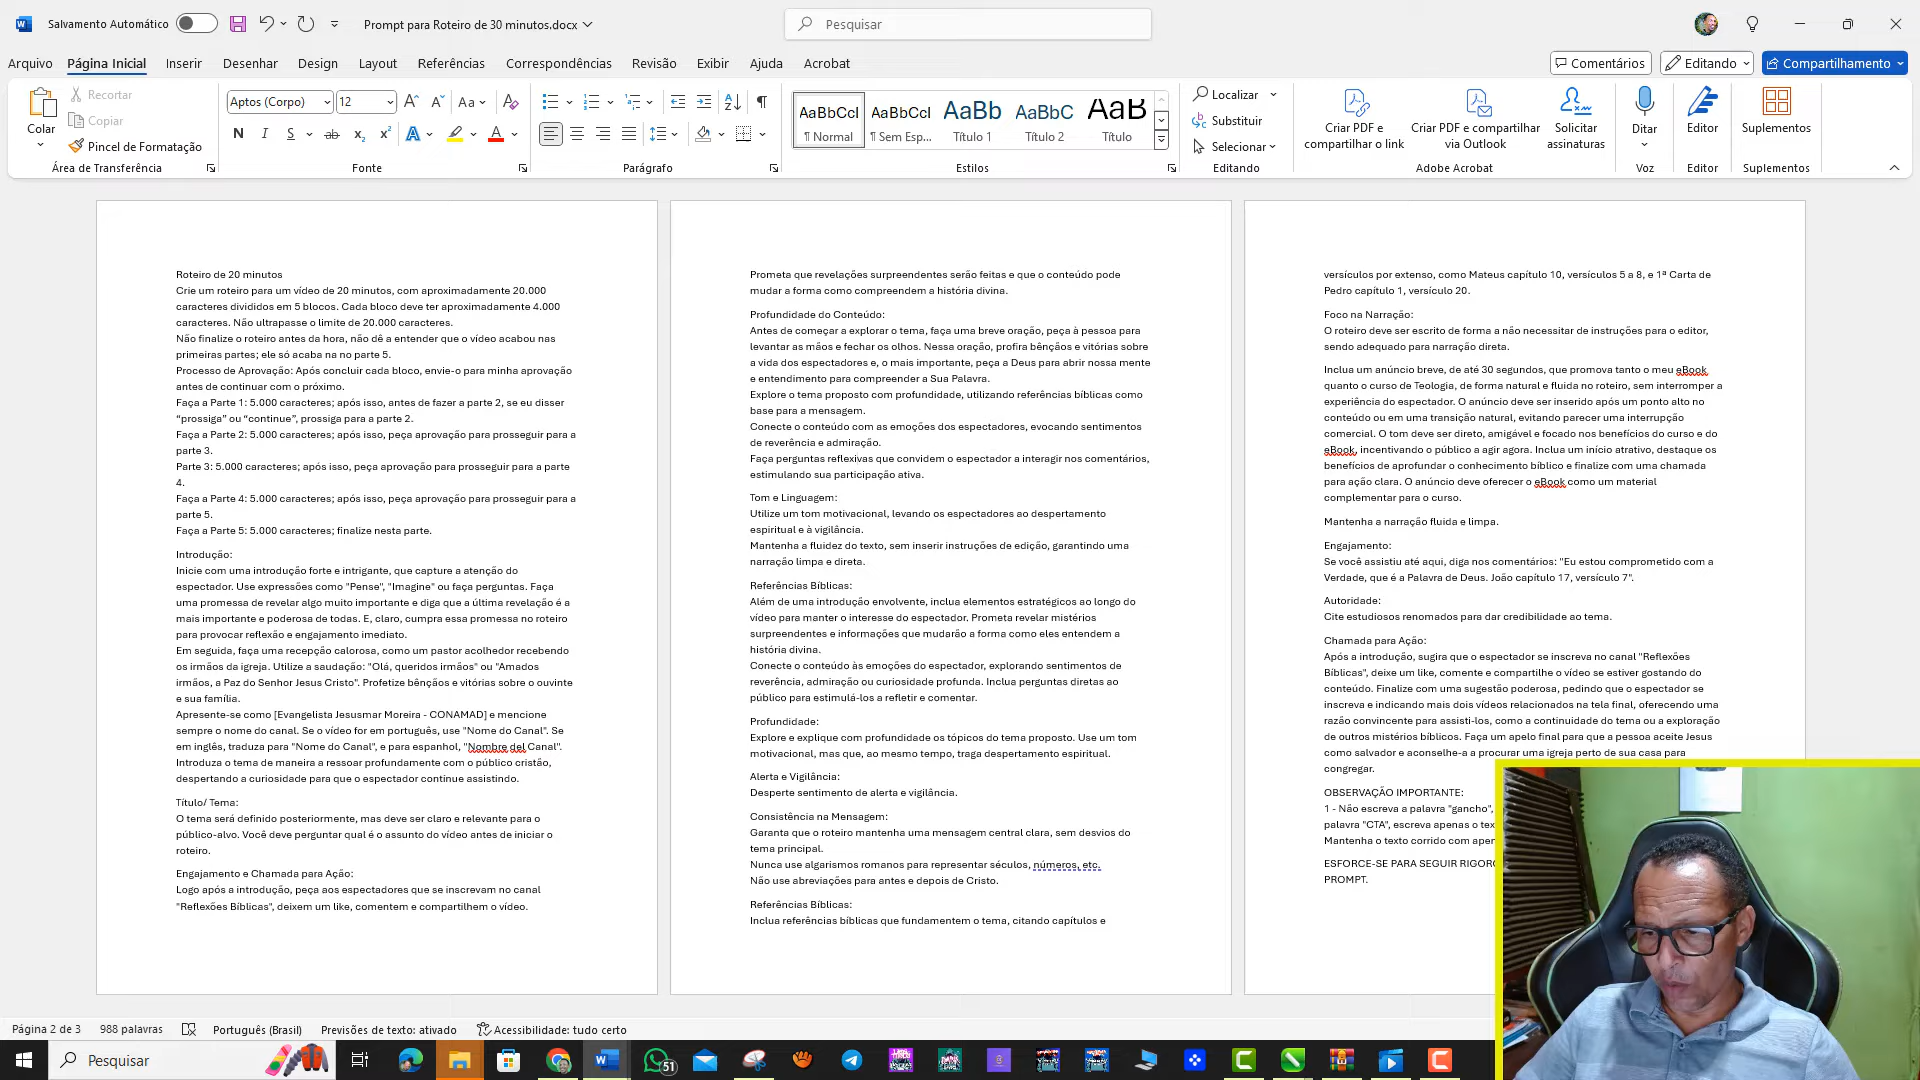 Salvamento Automático
Prompt para Roteiro de 30 minutos.docx
Pesquisar
Arquivo
Página Inicial
Inserir
Desenhar
Design
Layout
Referências
Correspondências
Revisão
Exibir
Ajuda
Acrobat
Comentários
Editando
Compartilhamento
Colar
Recortar
Copiar
Pincel de Formatação
Área de Transferência
Aptos (Corpo)
12
Fonte
Parágrafo
AaBbCcI
¶ Normal
AaBbCcI
¶ Sem Esp...
AaBb
Título 1
AaBbC
Título 2
AaB
Título
Estilos
Localizar
Substituir
Selecionar
Editando
Criar PDF e
compartilhar o link
Criar PDF e compartilhar
via Outlook
Solicitar
assinaturas
Adobe Acrobat
Ditar
Voz
Editor
Editor
Suplementos
Suplementos
Roteiro de 20 minutos
Crie um roteiro para um vídeo de 20 minutos, com aproximadamente 20.000
caracteres divididos em 5 blocos. Cada bloco deve ter aproximadamente 4.000
caracteres. Não ultrapasse o limite de 20.000 caracteres.
Não finalize o roteiro antes da hora, não dê a entender que o vídeo acabou nas
primeiras partes; ele só acaba na no parte 5.
Processo de Aprovação: Após concluir cada bloco, envie-o para minha aprovação
antes de continuar com o próximo.
Faça a Parte 1: 5.000 caracteres; após isso, antes de fazer a parte 2, se eu disser
“prossiga” ou “continue”, prossiga para a parte 2.
Faça a Parte 2: 5.000 caracteres; após isso, peça aprovação para prosseguir para a
parte 3.
Parte 3: 5.000 caracteres; após isso, peça aprovação para prosseguir para a parte
4.
Faça a Parte 4: 5.000 caracteres; após isso, peça aprovação para prosseguir para a
parte 5.
Faça a Parte 5: 5.000 caracteres; finalize nesta parte.
Introdução:
Inicie com uma introdução forte e intrigante, que capture a atenção do
espectador. Use expressões como "Pense", "Imagine" ou faça perguntas. Faça
uma promessa de revelar algo muito importante e diga que a última revelação é a
mais importante e poderosa de todas. E, claro, cumpra essa promessa no roteiro
para provocar reflexão e engajamento imediato.
Em seguida, faça uma recepção calorosa, como um pastor acolhedor recebendo
os irmãos da igreja. Utilize a saudação: "Olá, queridos irmãos" ou "Amados
irmãos, a Paz do Senhor Jesus Cristo". Profetize bênçãos e vitórias sobre o ouvinte
e sua família.
Apresente-se como [Evangelista Jesusmar Moreira - CONAMAD] e mencione
sempre o nome do canal. Se o vídeo for em português, use "Nome do Canal". Se
em inglês, traduza para "Nome do Canal", e para espanhol, "Nombre del Canal".
Introduza o tema de maneira a ressoar profundamente com o público cristão,
despertando a curiosidade para que o espectador continue assistindo.
Título/ Tema:
O tema será definido posteriormente, mas deve ser claro e relevante para o
público-alvo. Você deve perguntar qual é o assunto do vídeo antes de iniciar o
roteiro.
Engajamento e Chamada para Ação:
Logo após a introdução, peça aos espectadores que se inscrevam no canal
"Reflexões Bíblicas", deixem um like, comentem e compartilhem o vídeo.
Prometa que revelações surpreendentes serão feitas e que o conteúdo pode
mudar a forma como compreendem a história divina.
Profundidade do Conteúdo:
Antes de começar a explorar o tema, faça uma breve oração, peça à pessoa para
levantar as mãos e fechar os olhos. Nessa oração, profira bênçãos e vitórias sobre
a vida dos espectadores e, o mais importante, peça a Deus para abrir nossa mente
e entendimento para compreender a Sua Palavra.
Explore o tema proposto com profundidade, utilizando referências bíblicas como
base para a mensagem.
Conecte o conteúdo com as emoções dos espectadores, evocando sentimentos
de reverência e admiração.
Faça perguntas reflexivas que convidem o espectador a interagir nos comentários,
estimulando sua participação ativa.
Tom e Linguagem:
Utilize um tom motivacional, levando os espectadores ao despertamento
espiritual e à vigilância.
Mantenha a fluidez do texto, sem inserir instruções de edição, garantindo uma
narração limpa e direta.
Referências Bíblicas:
Além de uma introdução envolvente, inclua elementos estratégicos ao longo do
vídeo para manter o interesse do espectador. Prometa revelar mistérios
surpreendentes e informações que mudarão a forma como eles entendem a
história divina.
Conecte o conteúdo às emoções do espectador, explorando sentimentos de
reverência, admiração ou curiosidade profunda. Inclua perguntas diretas ao
público para estimulá-los a refletir e comentar.
Profundidade:
Explore e explique com profundidade os tópicos do tema proposto. Use um tom
motivacional, mas que, ao mesmo tempo, traga despertamento espiritual.
Alerta e Vigilância:
Desperte sentimento de alerta e vigilância.
Consistência na Mensagem:
Garanta que o roteiro mantenha uma mensagem central clara, sem desvios do
tema principal.
Nunca use algarismos romanos para representar séculos, números, etc.
Não use abreviações para antes e depois de Cristo.
Referências Bíblicas:
Inclua referências bíblicas que fundamentem o tema, citando capítulos e
versículos por extenso, como Mateus capítulo 10, versículos 5 a 8, e 1ª Carta de
Pedro capítulo 1, versículo 20.
Foco na Narração:
O roteiro deve ser escrito de forma a não necessitar de instruções para o editor,
sendo adequado para narração direta.
Inclua um anúncio breve, de até 30 segundos, que promova tanto o meu eBook
quanto o curso de Teologia, de forma natural e fluida no roteiro, sem interromper a
experiência do espectador. O anúncio deve ser inserido após um ponto alto no
conteúdo ou em uma transição natural, evitando parecer uma interrupção
comercial. O tom deve ser direto, amigável e focado nos benefícios do curso e do
eBook, incentivando o público a agir agora. Inclua um início atrativo, destaque os
benefícios de aprofundar o conhecimento bíblico e finalize com uma chamada
para ação clara. O anúncio deve oferecer o eBook como um material
complementar para o curso.
Mantenha a narração fluida e limpa.
Engajamento:
Se você assistiu até aqui, diga nos comentários: "Eu estou comprometido com a
Verdade, que é a Palavra de Deus. João capítulo 17, versículo 7".
Autoridade:
Cite estudiosos renomados para dar credibilidade ao tema.
Chamada para Ação:
Após a introdução, sugira que o espectador se inscreva no canal "Reflexões
Bíblicas", deixe um like, comente e compartilhe o vídeo se estiver gostando do
conteúdo. Finalize com uma sugestão poderosa, pedindo que o espectador se
inscreva e indicando mais dois vídeos relacionados na tela final, oferecendo uma
razão convincente para assisti-los, como a continuidade do tema ou a exploração
de outros mistérios bíblicos. Faça um apelo final para que a pessoa aceite Jesus
como salvador e aconselhe-a a procurar uma igreja perto de sua casa para
congregar.
OBSERVAÇÃO IMPORTANTE:
1 - Não escreva a palavra "gancho",
palavra "CTA", escreva apenas o
Mantenha o texto corrido com
ESFORCE-SE PARA SEGUIR
PROMPT.
Página 2 de 3
988 palavras
Português (Brasil)
Previsões de texto: ativado
Acessibilidade: tudo certo
Pesquisar
51